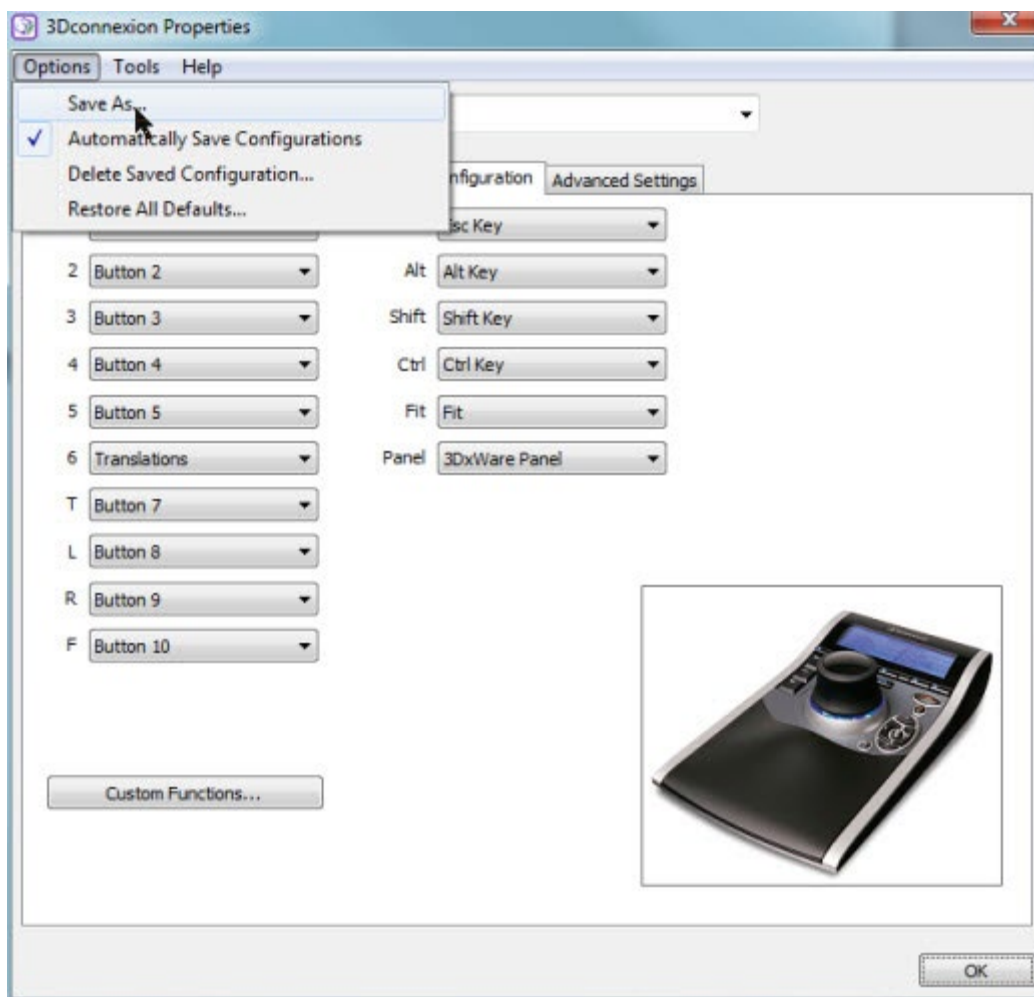 3Dconnexion Properties
Options Tools Help
Save As...
Automatically Save Configurations
Delete Saved Configuration...
Restore All Defaults...
nfiguration Advanced Settings
sc Key
2 Button 2 Alt Alt Key
3 Button 3 Shift Shift Key
4 Button 4 Ctrl Ctrl Key
5 Button 5 Fit Fit
6 Translations Panel 3DxWare Panel
T Button 7
L Button 8
R Button 9
F Button 10
Custom Functions...
OK